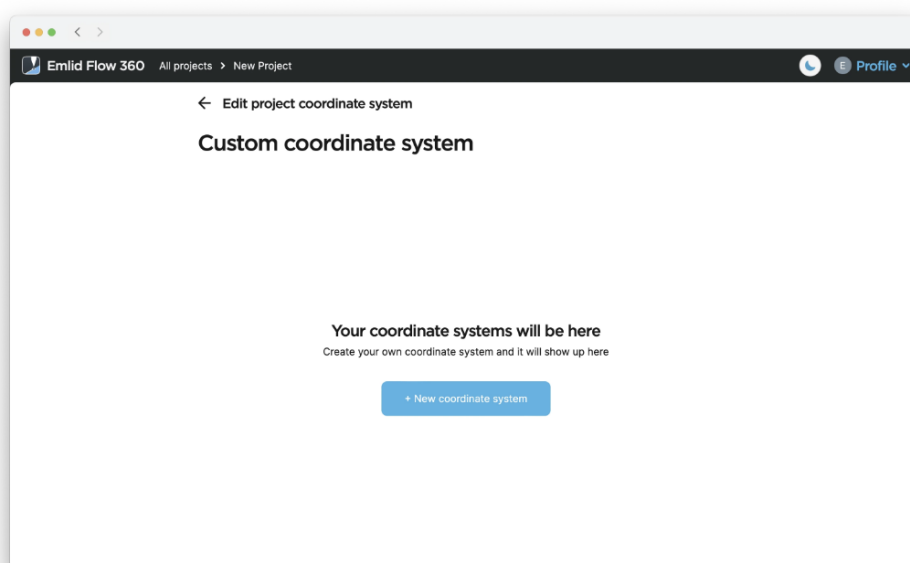 Emlid Flow 360 All projects > New Project
E Profile
← Edit project coordinate system
Custom coordinate system
Your coordinate systems will be here
Create your own coordinate system and it will show up here
+ New coordinate system